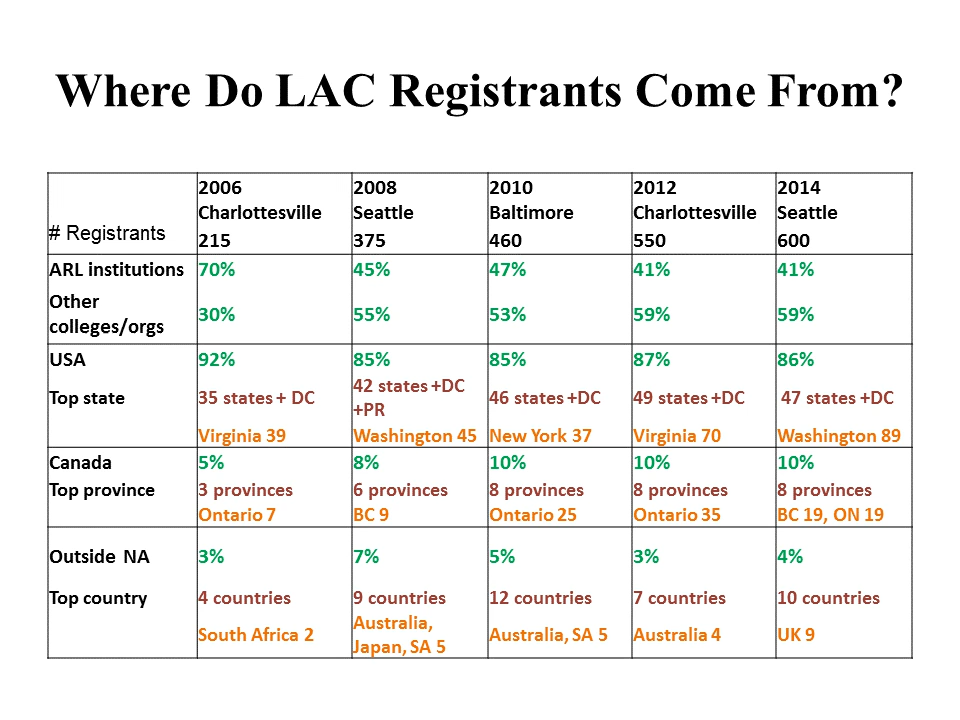 Where Do LAC Registrants Come From?
# Registrants
2006 Charlottesville 215
2008 Seattle 375
2010 Baltimore 460
2012 Charlottesville 550
2014 Seattle 600
ARL institutions 70% 45% 47% 41% 41%
Other colleges/orgs 30% 55% 53% 59% 59%
USA 92% 85% 85% 87% 86%
Top state 35 states + DC 42 states +DC +PR 46 states +DC 49 states +DC 47 states +DC
Virginia 39 Washington 45 New York 37 Virginia 70 Washington 89
Canada 5% 8% 10% 10% 10%
Top province 3 provinces 6 provinces 8 provinces 8 provinces 8 provinces
Ontario 7 BC 9 Ontario 25 Ontario 35 BC 19, ON 19
Outside NA 3% 7% 5% 3% 4%
Top country 4 countries 9 countries 12 countries 7 countries 10 countries
South Africa 2 Australia, Japan, SA 5 Australia, SA 5 Australia 4 UK 9